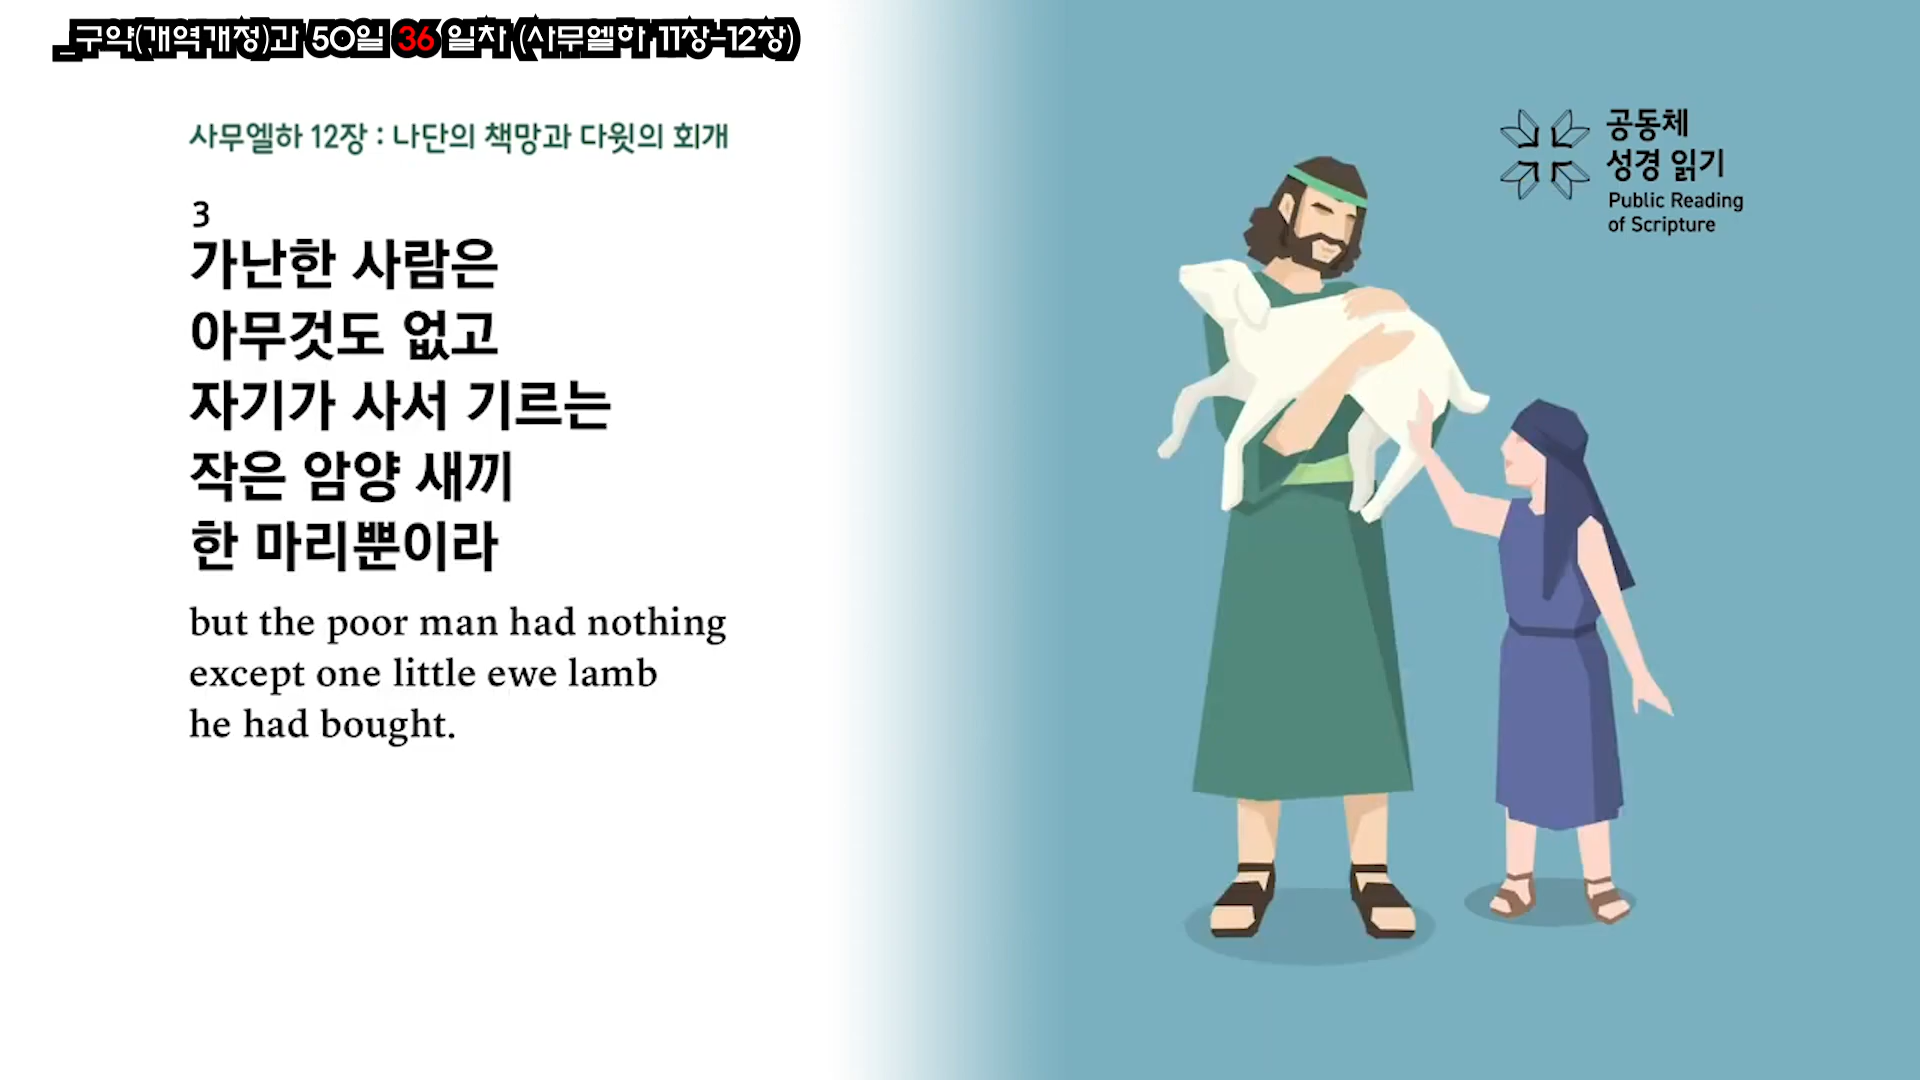 _구약(개역개정)과 50일 36 일차 (사무엘하 11장-12장)
사무엘하 12장 : 나단의 책망과 다윗의 회개
3
가난한 사람은
아무것도 없고
자기가 사서 기르는
작은 암양 새끼
한 마리뿐이라
but the poor man had nothing
except one little ewe lamb
he had bought.
공동체
성경 읽기
Public Reading
of Scripture